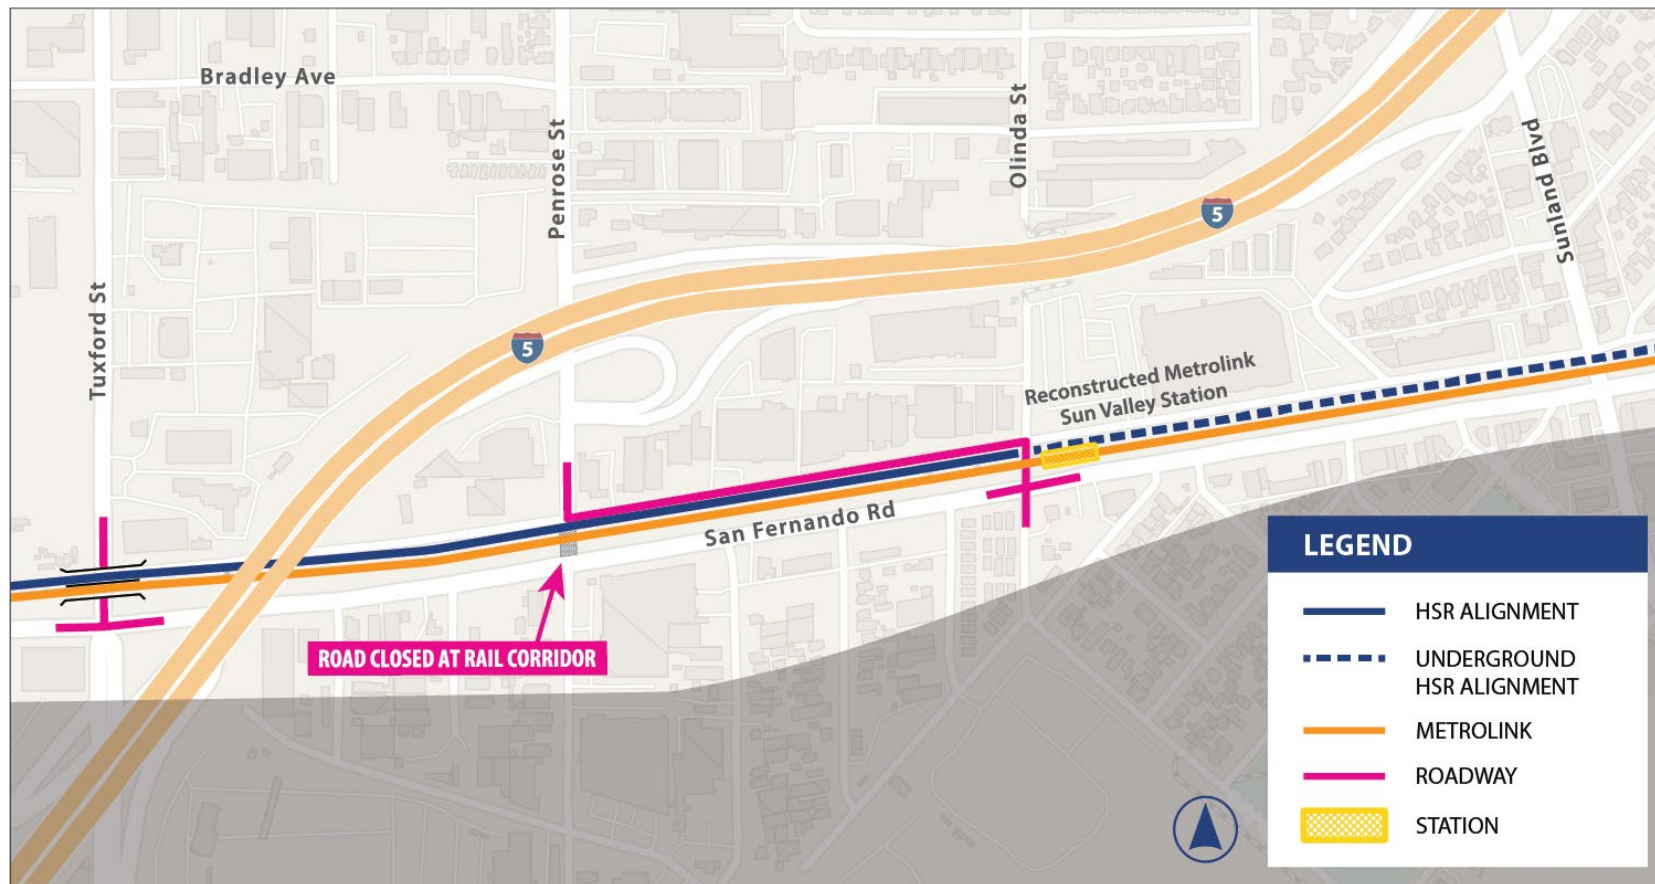 Bradley Ave
Penrose St
Olinda St
Sunland Blvd
5
5
Tuxford St
Reconstructed Metrolink
Sun Valley Station
San Fernando Rd
ROAD CLOSED AT RAIL CORRIDOR
LEGEND
HSR ALIGNMENT
UNDERGROUND
HSR ALIGNMENT
METROLINK
ROADWAY
STATION